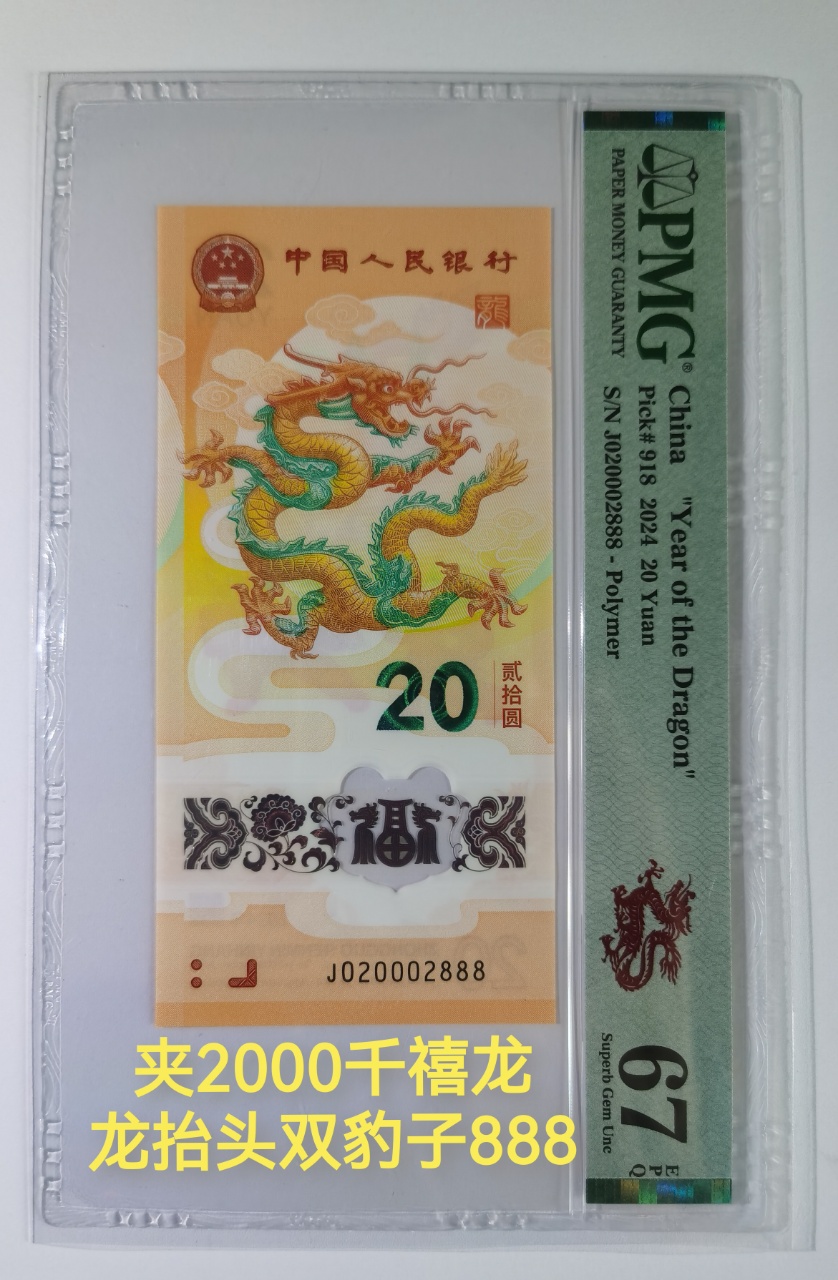 中国人民银行
龍
20
贰拾圆
福
J020002888
PMG®
PAPER MONEY GUARANTY
China "Year of the Dragon"
Pick# 918 2024 20 Yuan
S/N J020002888 - Polymer
67
EPQ
Superb Gem Unc
夹2000千禧龙
龙抬头双豹子888